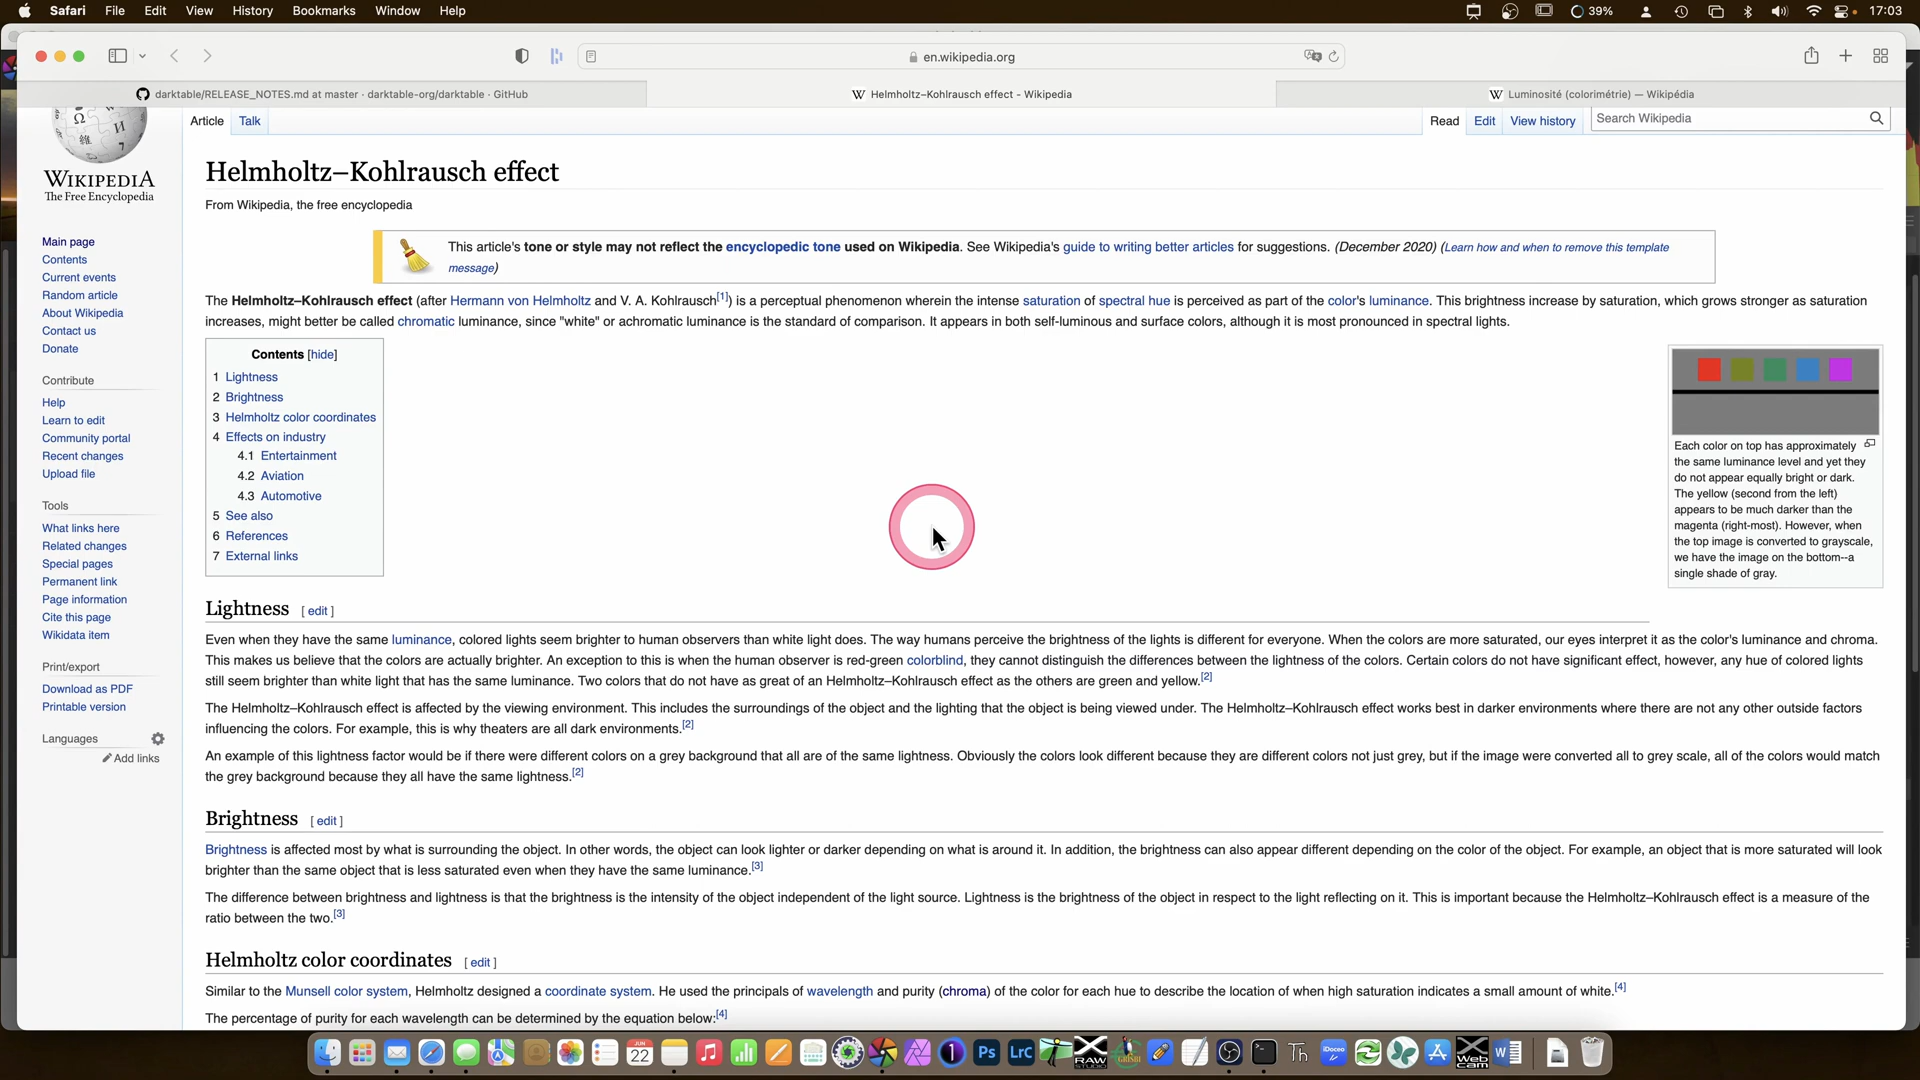 Safari File Edit View History Bookmarks Window Help
39% 17:03
en.wikipedia.org
darktable/RELEASE_NOTES.md at master · darktable-org/darktable · GitHub
Helmholtz–Kohlrausch effect - Wikipedia
Luminosité (colorimétrie) — Wikipédia
WIKIPEDIA
The Free Encyclopedia
Main page
Contents
Current events
Random article
About Wikipedia
Contact us
Donate
Contribute
Help
Learn to edit
Community portal
Recent changes
Upload file
Tools
What links here
Related changes
Special pages
Permanent link
Page information
Cite this page
Wikidata item
Print/export
Download as PDF
Printable version
Languages
Add links
Article Talk
Read Edit View history
Search Wikipedia
Helmholtz–Kohlrausch effect
From Wikipedia, the free encyclopedia
This article's tone or style may not reflect the encyclopedic tone used on Wikipedia. See Wikipedia's guide to writing better articles for suggestions. (December 2020) (Learn how and when to remove this template
message)
The Helmholtz–Kohlrausch effect (after Hermann von Helmholtz and V. A. Kohlrausch[1]) is a perceptual phenomenon wherein the intense saturation of spectral hue is perceived as part of the color's luminance. This brightness increase by saturation, which grows stronger as saturation
increases, might better be called chromatic luminance, since "white" or achromatic luminance is the standard of comparison. It appears in both self-luminous and surface colors, although it is most pronounced in spectral lights.
Contents [hide]
1 Lightness
2 Brightness
3 Helmholtz color coordinates
4 Effects on industry
4.1 Entertainment
4.2 Aviation
4.3 Automotive
5 See also
6 References
7 External links
Each color on top has approximately
the same luminance level and yet they
do not appear equally bright or dark.
The yellow (second from the left)
appears to be much darker than the
magenta (right-most). However, when
the top image is converted to grayscale,
we have the image on the bottom--a
single shade of gray.
Lightness [ edit ]
Even when they have the same luminance, colored lights seem brighter to human observers than white light does. The way humans perceive the brightness of the lights is different for everyone. When the colors are more saturated, our eyes interpret it as the color's luminance and chroma.
This makes us believe that the colors are actually brighter. An exception to this is when the human observer is red-green colorblind, they cannot distinguish the differences between the lightness of the colors. Certain colors do not have significant effect, however, any hue of colored lights
still seem brighter than white light that has the same luminance. Two colors that do not have as great of an Helmholtz–Kohlrausch effect as the others are green and yellow.[2]
The Helmholtz–Kohlrausch effect is affected by the viewing environment. This includes the surroundings of the object and the lighting that the object is being viewed under. The Helmholtz–Kohlrausch effect works best in darker environments where there are not any other outside factors
influencing the colors. For example, this is why theaters are all dark environments.[2]
An example of this lightness factor would be if there were different colors on a grey background that all are of the same lightness. Obviously the colors look different because they are different colors not just grey, but if the image were converted all to grey scale, all of the colors would match
the grey background because they all have the same lightness.[2]
Brightness [ edit ]
Brightness is affected most by what is surrounding the object. In other words, the object can look lighter or darker depending on what is around it. In addition, the brightness can also appear different depending on the color of the object. For example, an object that is more saturated will look
brighter than the same object that is less saturated even when they have the same luminance.[3]
The difference between brightness and lightness is that the brightness is the intensity of the object independent of the light source. Lightness is the brightness of the object in respect to the light reflecting on it. This is important because the Helmholtz–Kohlrausch effect is a measure of the
ratio between the two.[3]
Helmholtz color coordinates [ edit ]
Similar to the Munsell color system, Helmholtz designed a coordinate system. He used the principals of wavelength and purity (chroma) of the color for each hue to describe the location of when high saturation indicates a small amount of white.[4]
The percentage of purity for each wavelength can be determined by the equation below:[4]
JUN 22 Ps LrC RAW Th iDoceo Web cam W